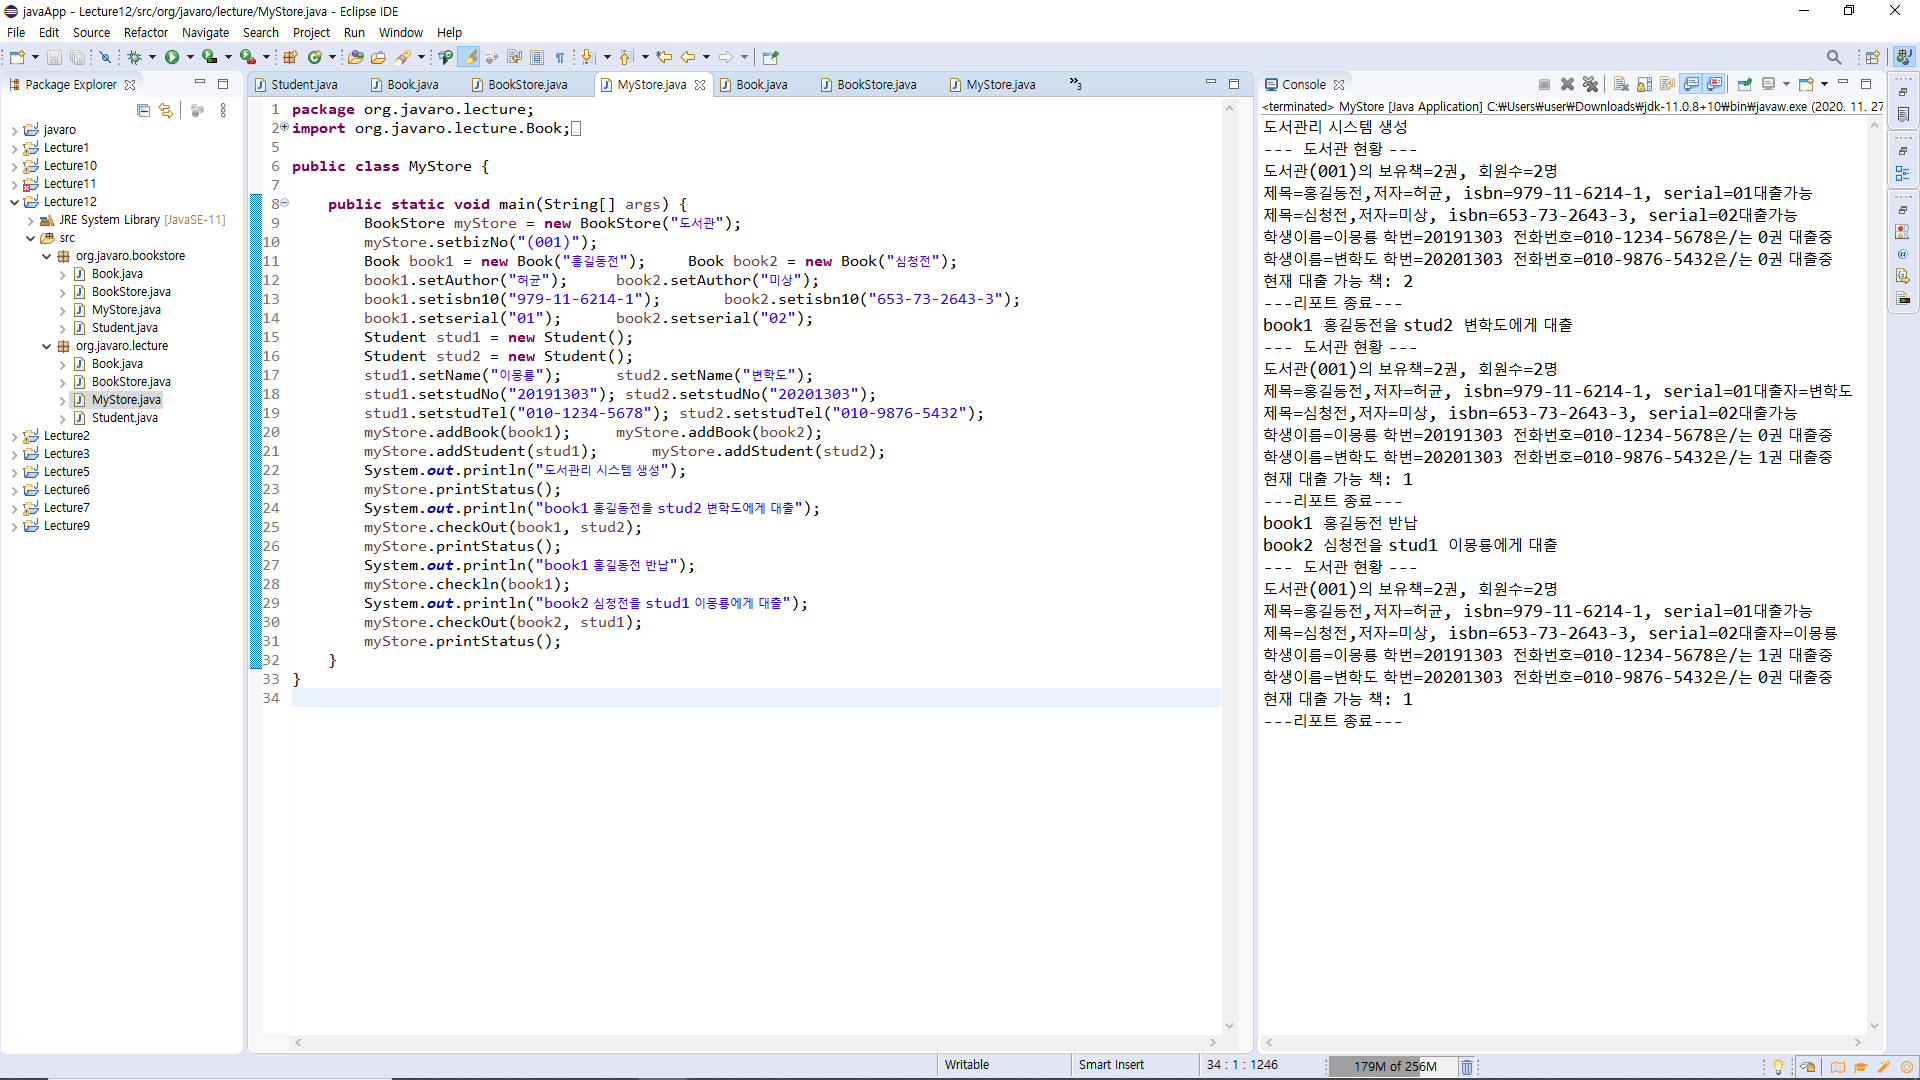 javaApp - Lecture12/src/org/javaro/lecture/MyStore.java - Eclipse IDE
File Edit Source Refactor Navigate Search Project Run Window Help
Package Explorer
javaro
Lecture1
Lecture10
Lecture11
Lecture12
JRE System Library [JavaSE-11]
src
org.javaro.bookstore
Book.java
BookStore.java
MyStore.java
Student.java
org.javaro.lecture
Book.java
BookStore.java
MyStore.java
Student.java
Lecture2
Lecture3
Lecture5
Lecture6
Lecture7
Lecture9
Student.java Book.java BookStore.java MyStore.java Book.java BookStore.java MyStore.java »3
1 package org.javaro.lecture;
2 import org.javaro.lecture.Book;
5
6 public class MyStore {
7
8 public static void main(String[] args) {
9 BookStore myStore = new BookStore("도서관");
10 myStore.setbizNo("(001)");
11 Book book1 = new Book("홍길동전"); Book book2 = new Book("심청전");
12 book1.setAuthor("허균"); book2.setAuthor("미상");
13 book1.setisbn10("979-11-6214-1"); book2.setisbn10("653-73-2643-3");
14 book1.setserial("01"); book2.setserial("02");
15 Student stud1 = new Student();
16 Student stud2 = new Student();
17 stud1.setName("이몽룡"); stud2.setName("변학도");
18 stud1.setstudNo("20191303"); stud2.setstudNo("20201303");
19 stud1.setstudTel("010-1234-5678"); stud2.setstudTel("010-9876-5432");
20 myStore.addBook(book1); myStore.addBook(book2);
21 myStore.addStudent(stud1); myStore.addStudent(stud2);
22 System.out.println("도서관리 시스템 생성");
23 myStore.printStatus();
24 System.out.println("book1 홍길동전을 stud2 변학도에게 대출");
25 myStore.checkOut(book1, stud2);
26 myStore.printStatus();
27 System.out.println("book1 홍길동전 반납");
28 myStore.checkln(book1);
29 System.out.println("book2 심청전을 stud1 이몽룡에게 대출");
30 myStore.checkOut(book2, stud1);
31 myStore.printStatus();
32 }
33 }
34
Console
<terminated> MyStore [Java Application] C:₩Users₩user₩Downloads₩jdk-11.0.8+10₩bin₩javaw.exe (2020. 11. 27
도서관리 시스템 생성
--- 도서관 현황 ---
도서관(001)의 보유책=2권, 회원수=2명
제목=홍길동전,저자=허균, isbn=979-11-6214-1, serial=01대출가능
제목=심청전,저자=미상, isbn=653-73-2643-3, serial=02대출가능
학생이름=이몽룡 학번=20191303 전화번호=010-1234-5678은/는 0권 대출중
학생이름=변학도 학번=20201303 전화번호=010-9876-5432은/는 0권 대출중
현재 대출 가능 책: 2
---리포트 종료---
book1 홍길동전을 stud2 변학도에게 대출
--- 도서관 현황 ---
도서관(001)의 보유책=2권, 회원수=2명
제목=홍길동전,저자=허균, isbn=979-11-6214-1, serial=01대출자=변학도
제목=심청전,저자=미상, isbn=653-73-2643-3, serial=02대출가능
학생이름=이몽룡 학번=20191303 전화번호=010-1234-5678은/는 0권 대출중
학생이름=변학도 학번=20201303 전화번호=010-9876-5432은/는 1권 대출중
현재 대출 가능 책: 1
---리포트 종료---
book1 홍길동전 반납
book2 심청전을 stud1 이몽룡에게 대출
--- 도서관 현황 ---
도서관(001)의 보유책=2권, 회원수=2명
제목=홍길동전,저자=허균, isbn=979-11-6214-1, serial=01대출가능
제목=심청전,저자=미상, isbn=653-73-2643-3, serial=02대출자=이몽룡
학생이름=이몽룡 학번=20191303 전화번호=010-1234-5678은/는 1권 대출중
학생이름=변학도 학번=20201303 전화번호=010-9876-5432은/는 0권 대출중
현재 대출 가능 책: 1
---리포트 종료---
Writable Smart Insert 34 : 1 : 1246 179M of 256M